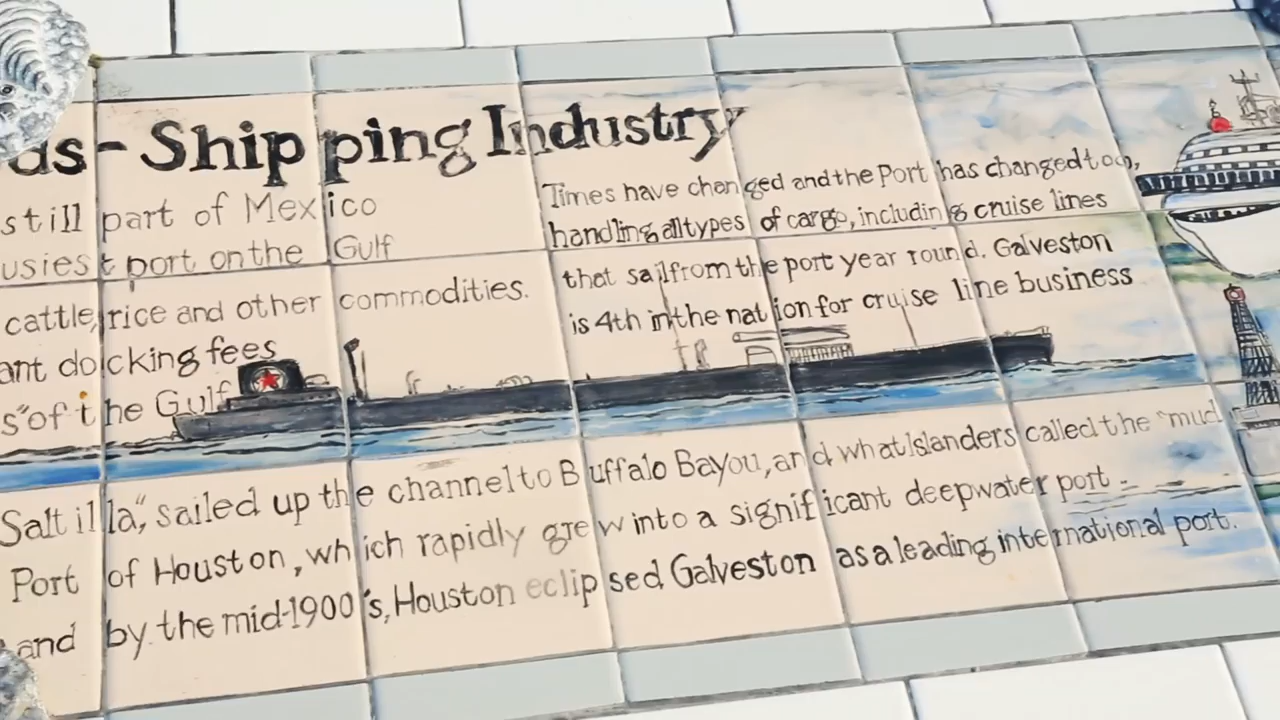 ds - Shipping Industry
still part of Mexico
usiest port on the Gulf
cattle, rice and other commodities.
ant docking fees
s" of the Gulf
Times have changed and the Port has changed too,
handling all types of cargo, including cruise lines
that sail from the port year round. Galveston
is 4th in the nation for cruise line business
Saltilla", sailed up the channel to Buffalo Bayou, and what Islanders called the "mud
Port of Houston, which rapidly grew into a significant deepwater port -
and by the mid-1900's, Houston eclipsed Galveston as a leading international port.